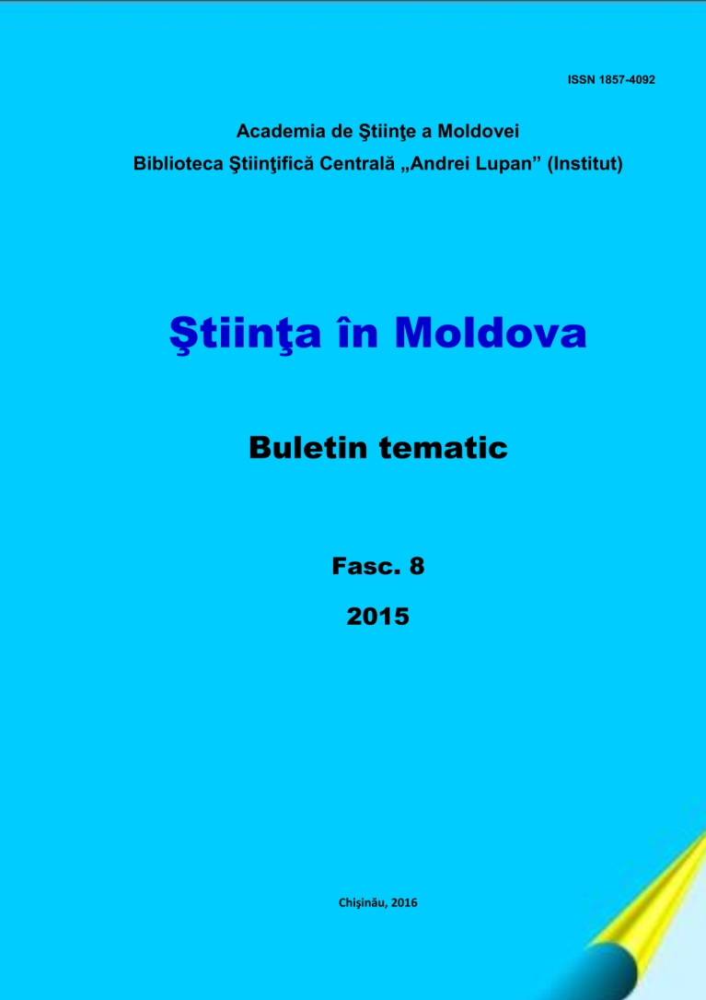 ISSN 1857-4092
Academia de Ştiinţe a Moldovei
Biblioteca Ştiinţifică Centrală „Andrei Lupan” (Institut)
Ştiinţa în Moldova
Buletin tematic
Fasc. 8
2015
Chişinău, 2016